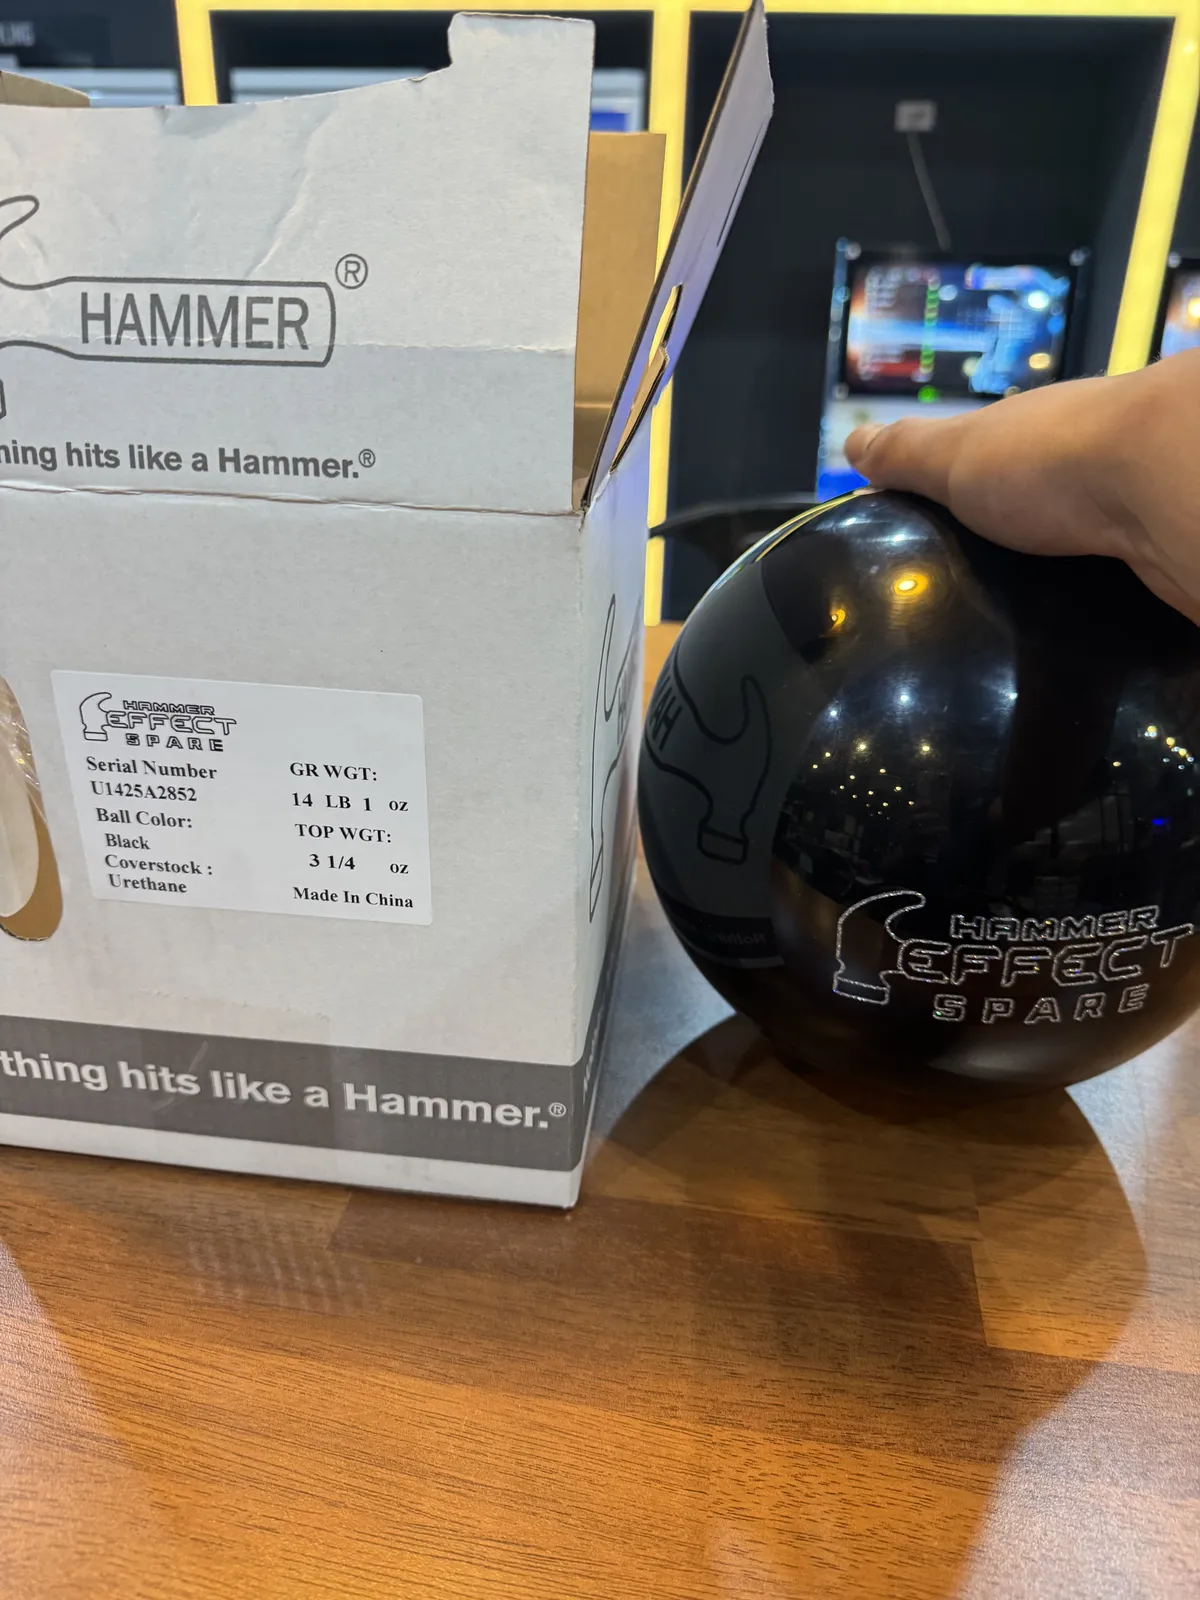 HAMMER®
hits like a Hammer.®
HAMMER
EFFECT
SPARE
Serial Number
U1425A2852
Ball Color:
Black
Coverstock :
Urethane
GR WGT:
14 LB 1 oz
TOP WGT:
3 1/4 oz
Made In China
thing hits like a Hammer.®
HAMMER
EFFECT
SPARE